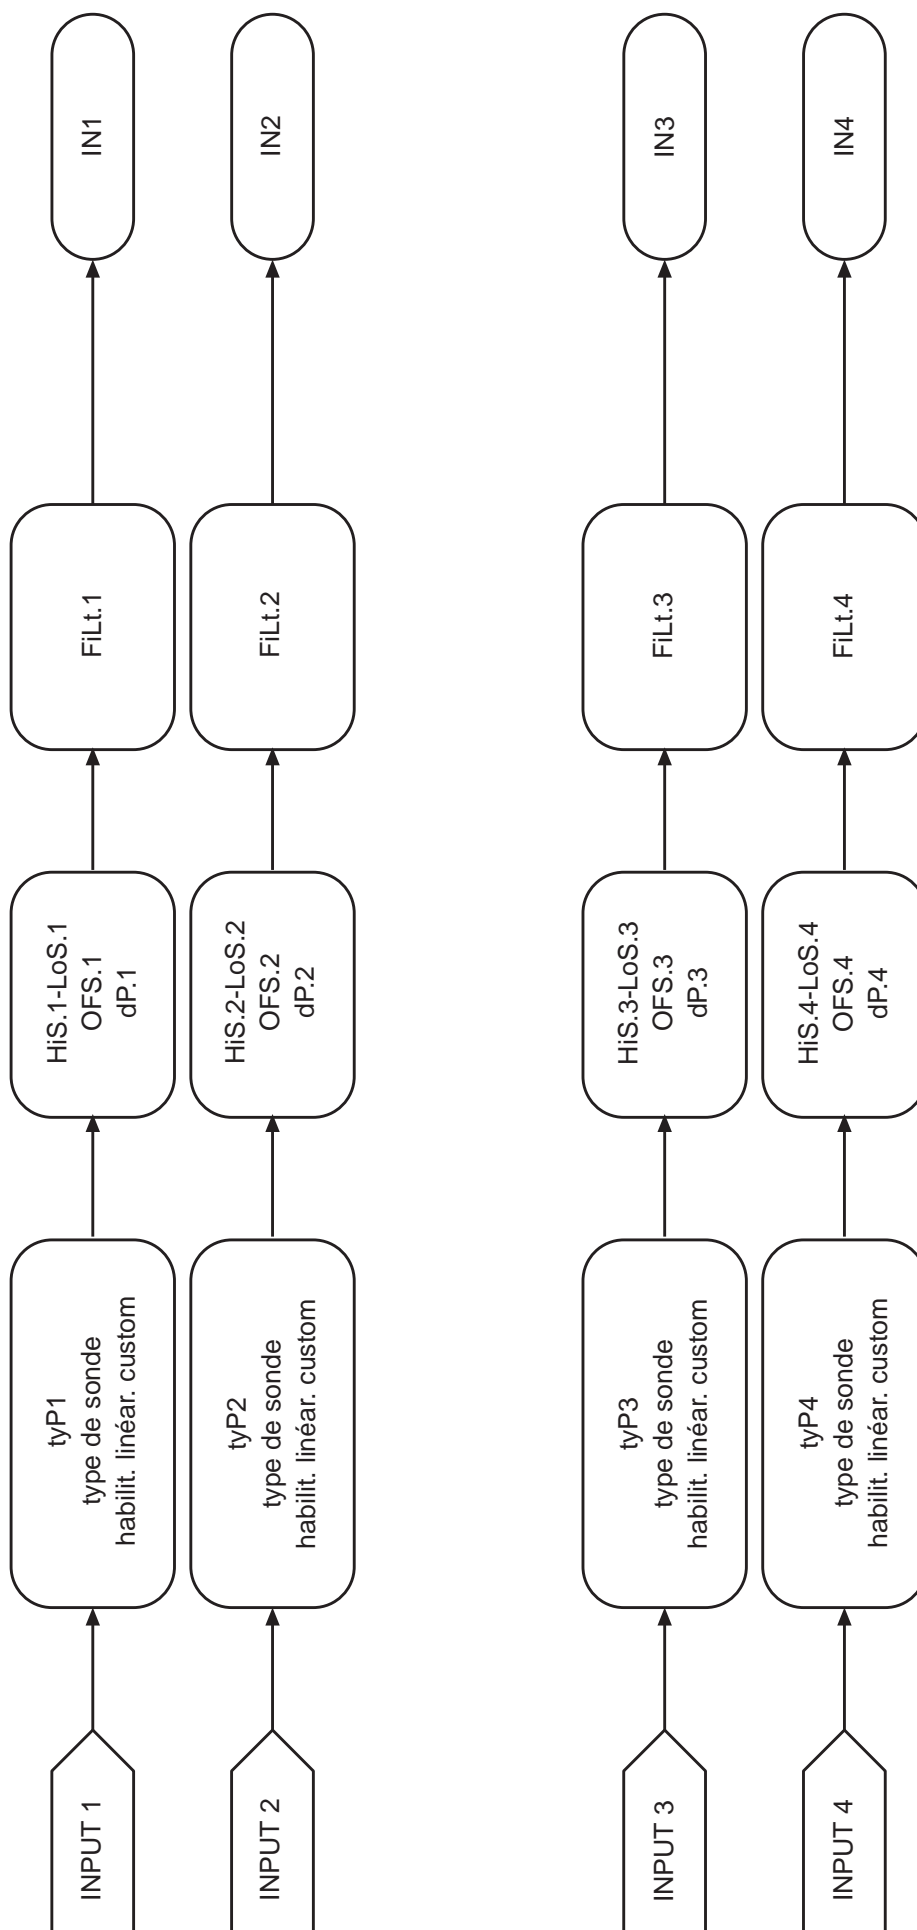 INPUT 1
tyP1
type de sonde
habilit. linéar. custom
HiS.1-LoS.1
OFS.1
dP.1
FiLt.1
IN1
INPUT 2
tyP2
type de sonde
habilit. linéar. custom
HiS.2-LoS.2
OFS.2
dP.2
FiLt.2
IN2
INPUT 3
tyP3
type de sonde
habilit. linéar. custom
HiS.3-LoS.3
OFS.3
dP.3
FiLt.3
IN3
INPUT 4
tyP4
type de sonde
habilit. linéar. custom
HiS.4-LoS.4
OFS.4
dP.4
FiLt.4
IN4